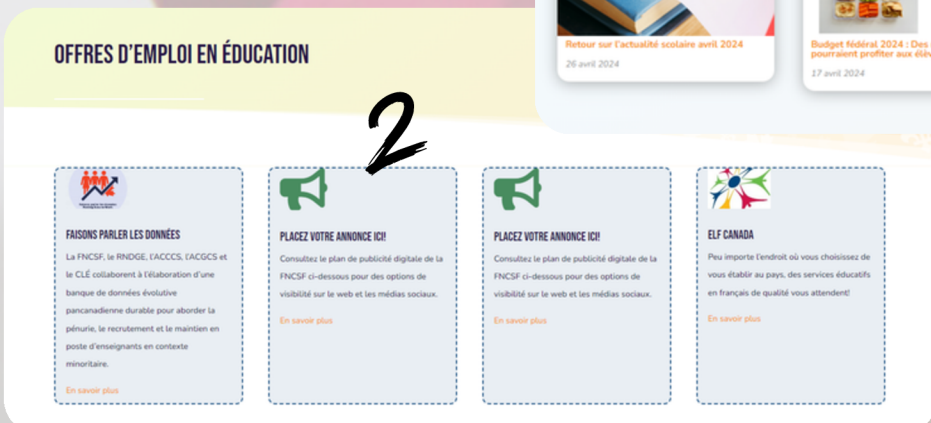 OFFRES D'EMPLOI EN ÉDUCATION
Retour sur l'actualité scolaire avril 2024
26 avril 2024
Budget fédéral 2024 : Des
pourraient profiter aux élè
17 avril 2024
2
FAISONS PARLER LES DONNÉES
La FNCSF, le RNDGE, l'ACCCS, l'ACGCS et
le CLÉ collaborent à l'élaboration d'une
banque de données évolutive
pancanadienne durable pour aborder la
pénurie, le recrutement et le maintien en
poste d'enseignants en contexte
minoritaire.
En savoir plus
PLACEZ VOTRE ANNONCE ICI!
Consultez le plan de publicité digitale de la
FNCSF ci-dessous pour des options de
visibilité sur le web et les médias sociaux.
En savoir plus
PLACEZ VOTRE ANNONCE ICI!
Consultez le plan de publicité digitale de la
FNCSF ci-dessous pour des options de
visibilité sur le web et les médias sociaux.
En savoir plus
ELF CANADA
Peu importe l'endroit où vous choisissez de
vous établir au pays, des services éducatifs
en français de qualité vous attendent!
En savoir plus